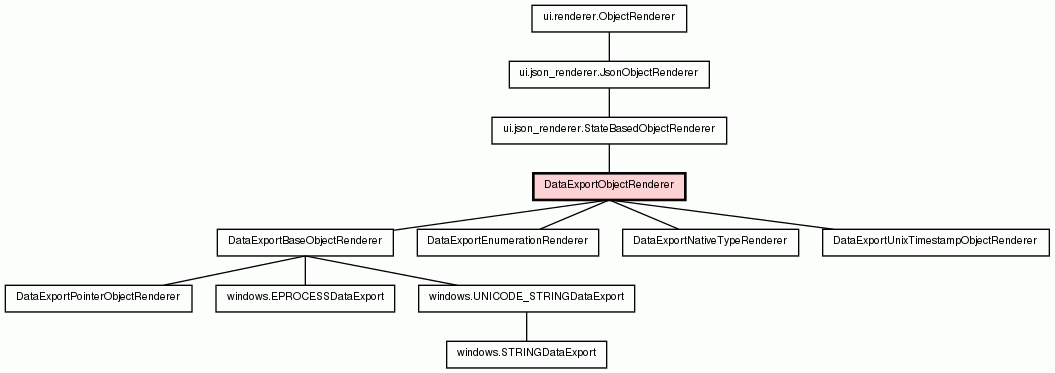 ui.renderer.ObjectRenderer
ui.json_renderer.JsonObjectRenderer
ui.json_renderer.StateBasedObjectRenderer
DataExportObjectRenderer
DataExportBaseObjectRenderer
DataExportEnumerationRenderer
DataExportNativeTypeRenderer
DataExportUnixTimestampObjectRenderer
DataExportPointerObjectRenderer
windows.EPROCESSDataExport
windows.UNICODE_STRINGDataExport
windows.STRINGDataExport